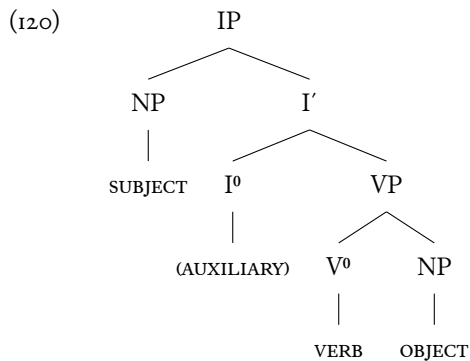 (120) IP
NP I′
SUBJECT I⁰ VP
(AUXILIARY) V⁰ NP
VERB OBJECT